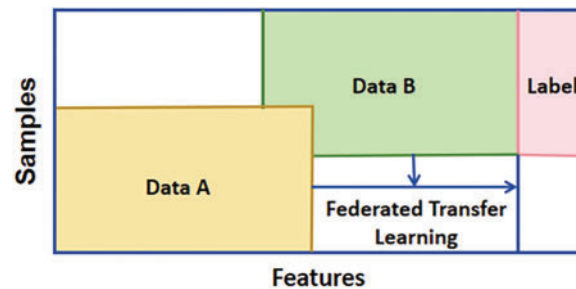 Samples
Data B
Label
Data A
Federated Transfer
Learning
Features